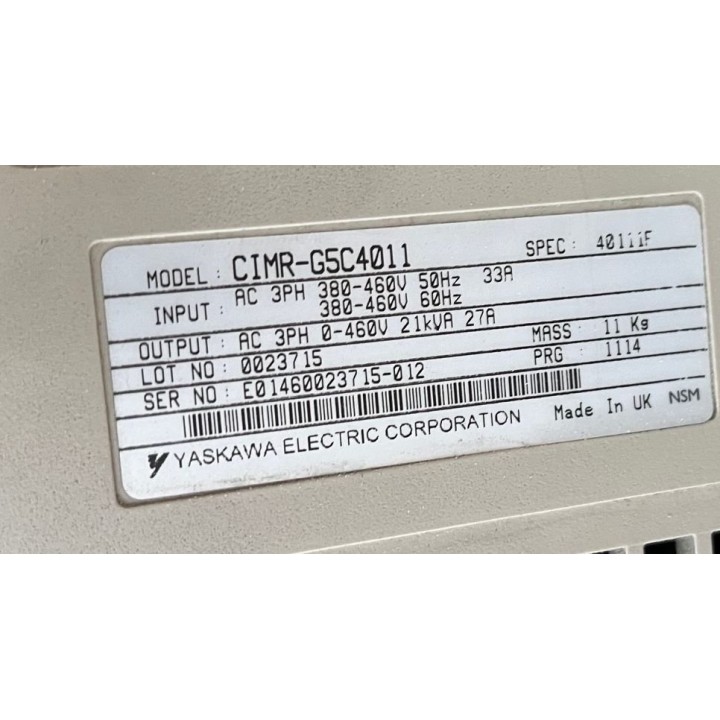 MODEL : CIMR-G5C4011 SPEC : 40111F
INPUT : AC 3PH 380-460V 50Hz 33A
380-460V 60Hz
OUTPUT : AC 3PH 0-460V 21kVA 27A
LOT NO : 0023715 MASS : 11 Kg
SER NO : E01460023715-012 PRG : 1114
YASKAWA ELECTRIC CORPORATION Made In UK NSM